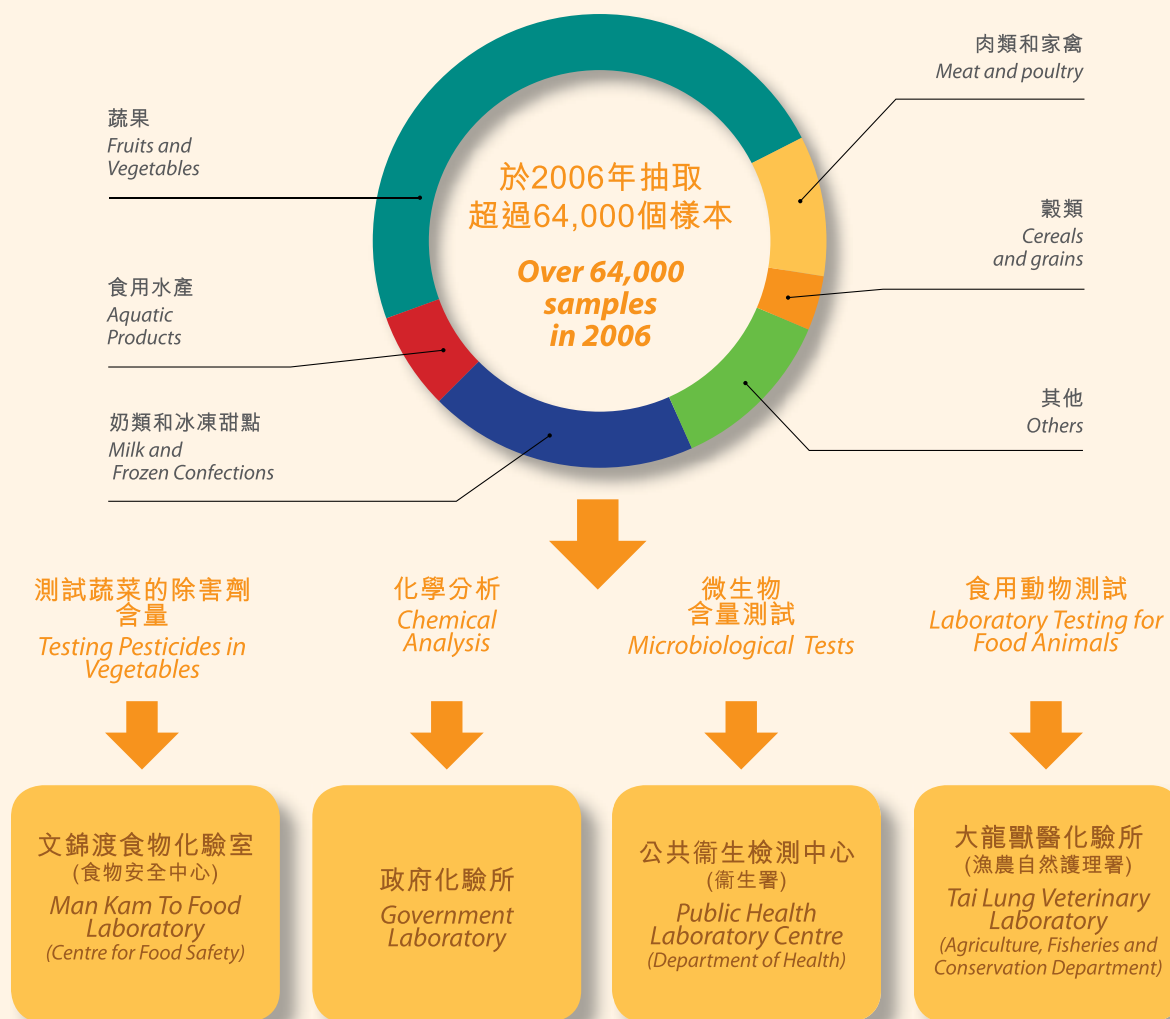 肉類和家禽
Meat and poultry
蔬果
Fruits and
Vegetables
於2006年抽取
超過64,000個樣本
Over 64,000
samples
in 2006
穀類
Cereals
and grains
食用水產
Aquatic
Products
其他
Others
奶類和冰凍甜點
Milk and
Frozen Confections
測試蔬菜的除害劑
含量
Testing Pesticides in
Vegetables
化學分析
Chemical
Analysis
微生物
含量測試
Microbiological Tests
食用動物測試
Laboratory Testing for
Food Animals
文錦渡食物化驗室
(食物安全中心)
Man Kam To Food
Laboratory
(Centre for Food Safety)
政府化驗所
Government
Laboratory
公共衞生檢測中心
(衞生署)
Public Health
Laboratory Centre
(Department of Health)
大龍獸醫化驗所
(漁農自然護理署)
Tai Lung Veterinary
Laboratory
(Agriculture, Fisheries and
Conservation Department)